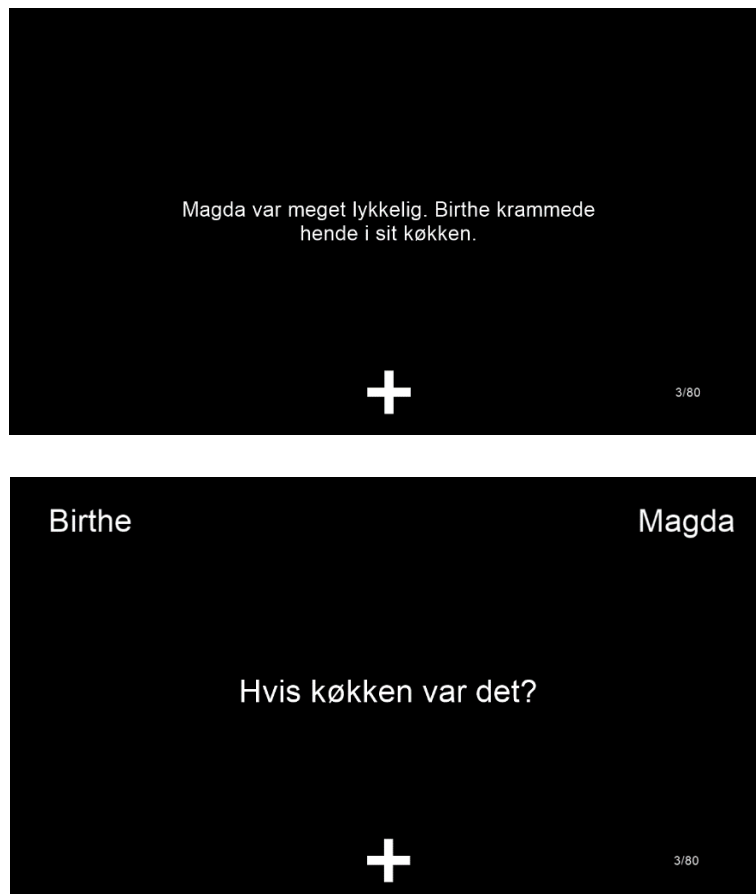 Magda var meget lykkelig. Birthe krammede
hende i sit køkken.
3/80
Birthe
Magda
Hvis køkken var det?
3/80